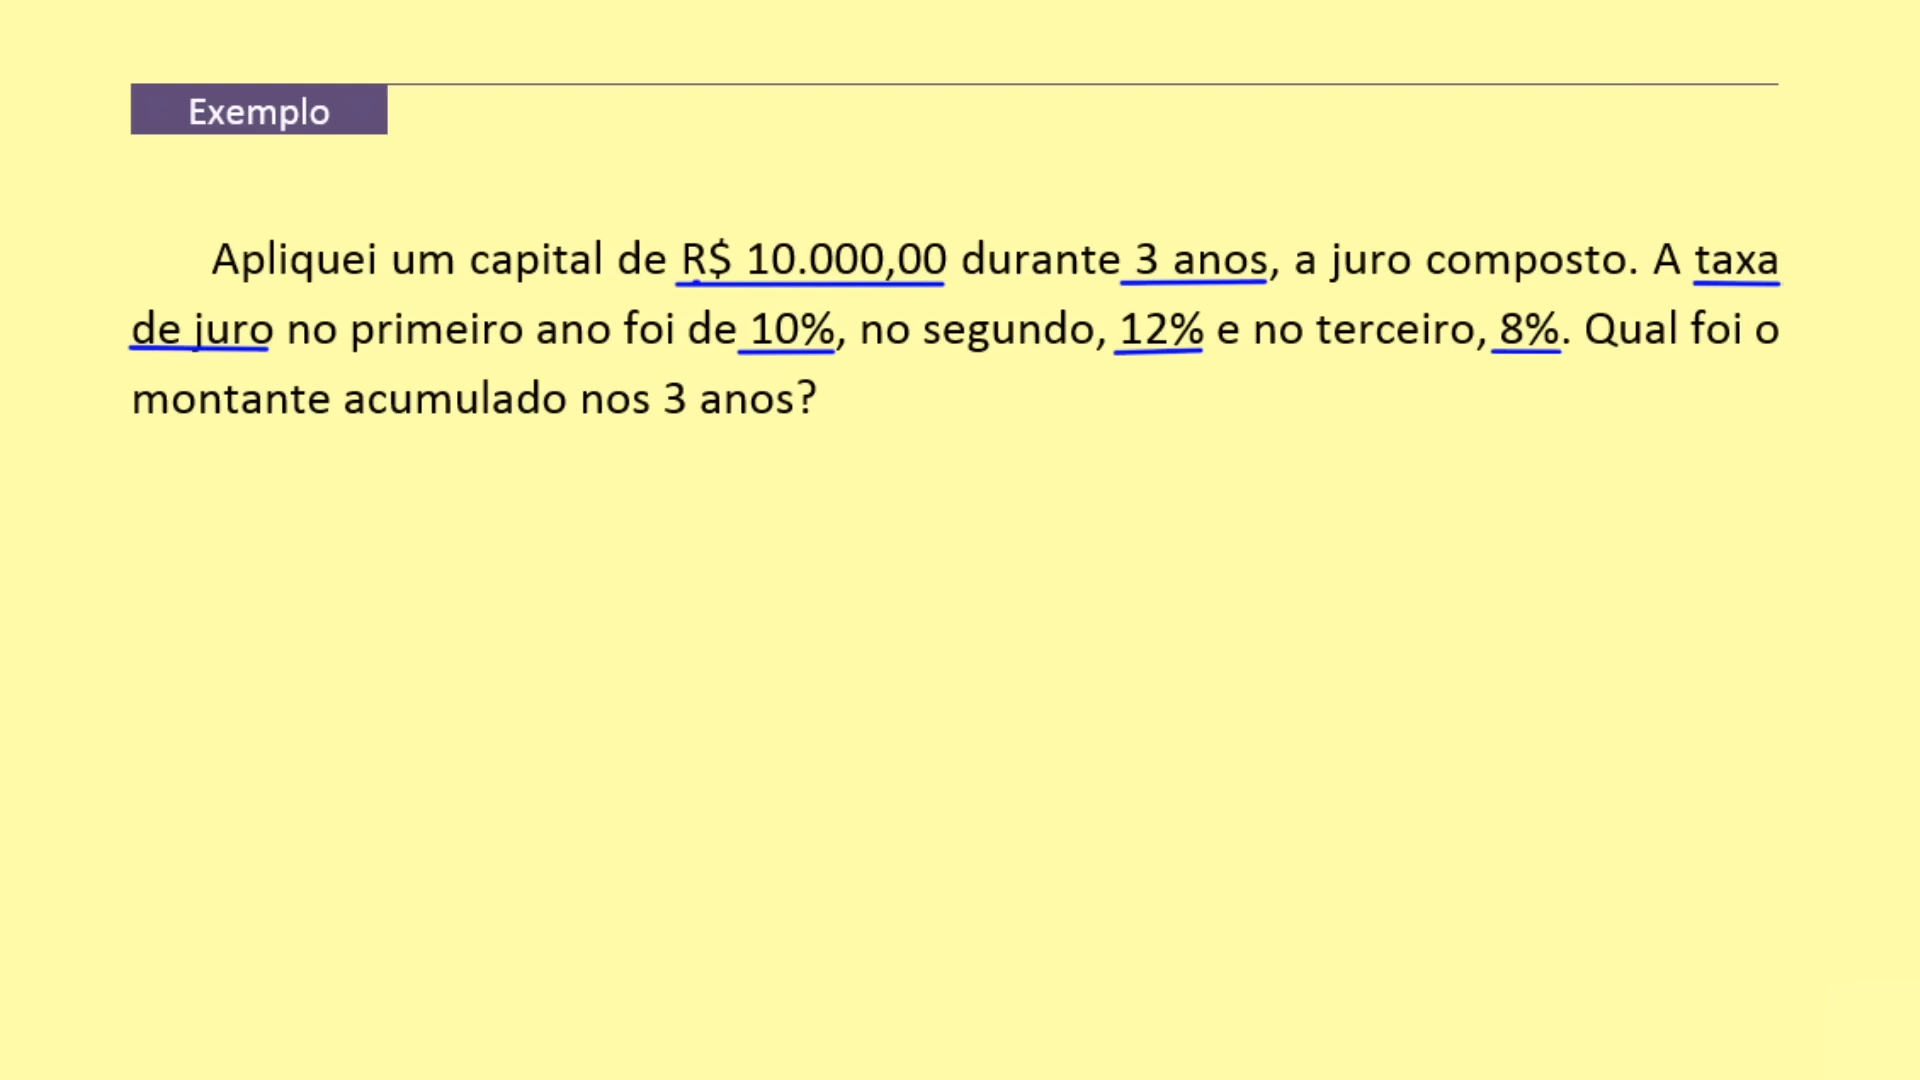 Exemplo
Apliquei um capital de R$ 10.000,00 durante 3 anos, a juro composto. A taxa
de juro no primeiro ano foi de 10%, no segundo, 12% e no terceiro, 8%. Qual foi o
montante acumulado nos 3 anos?